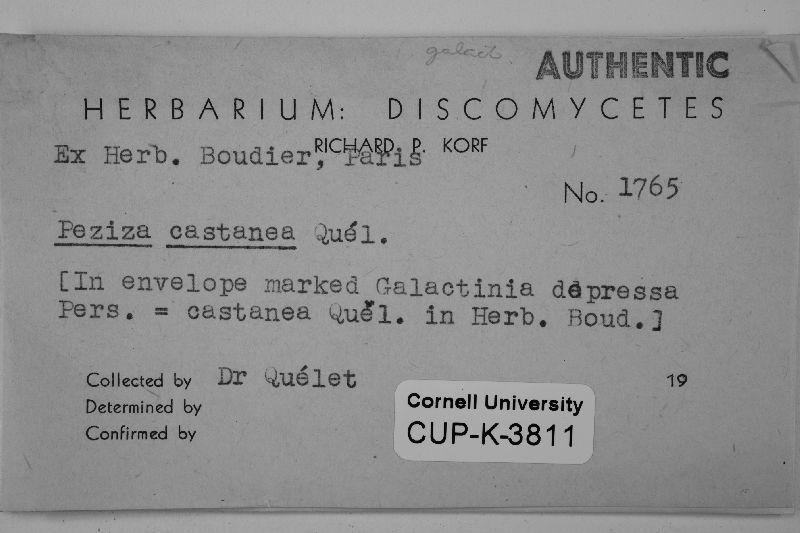 galact.
AUTHENTIC
HERBARIUM: DISCOMYCETES
RICHARD P. KORF
Ex Herb. Boudier, Paris
No. 1765
Peziza castanea Quél.
[In envelope marked Galactinia depressa
Pers. = castanea Quél. in Herb. Boud.]
Collected by Dr Quélet 19
Determined by
Confirmed by
Cornell University
CUP-K-3811